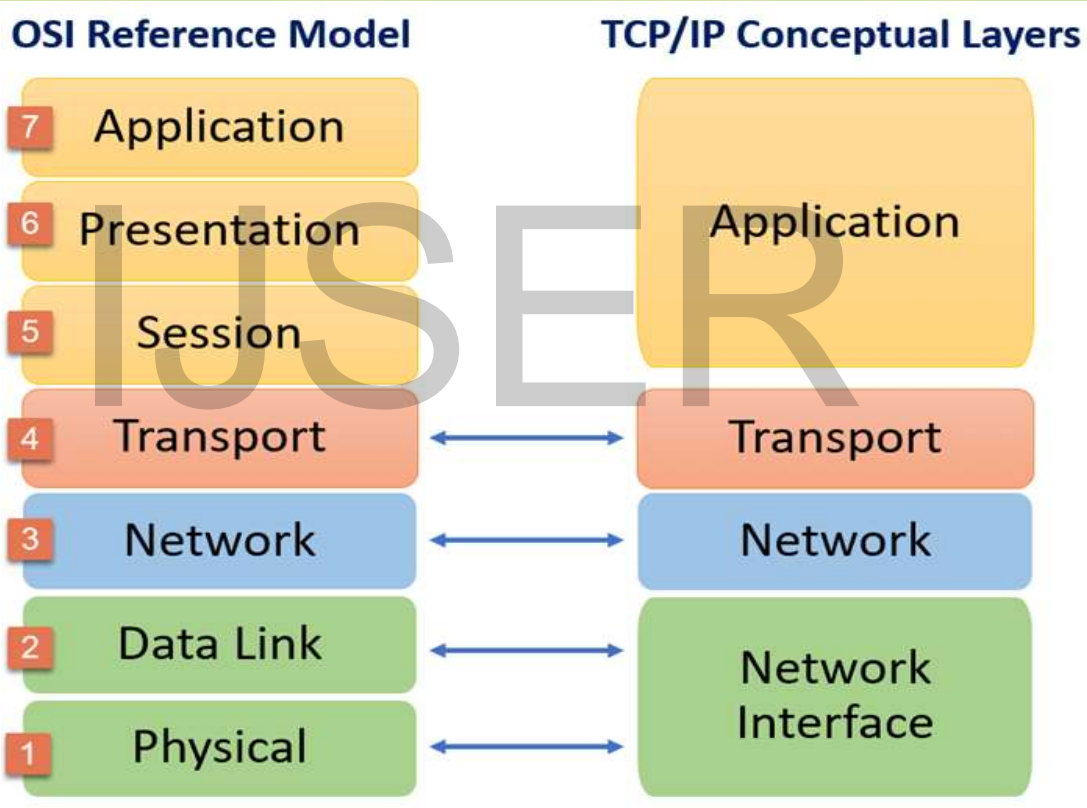 OSI Reference Model
TCP/IP Conceptual Layers
7 Application
6 Presentation
5 Session
Application
4 Transport
Transport
3 Network
Network
2 Data Link
1 Physical
Network
Interface
IJSER